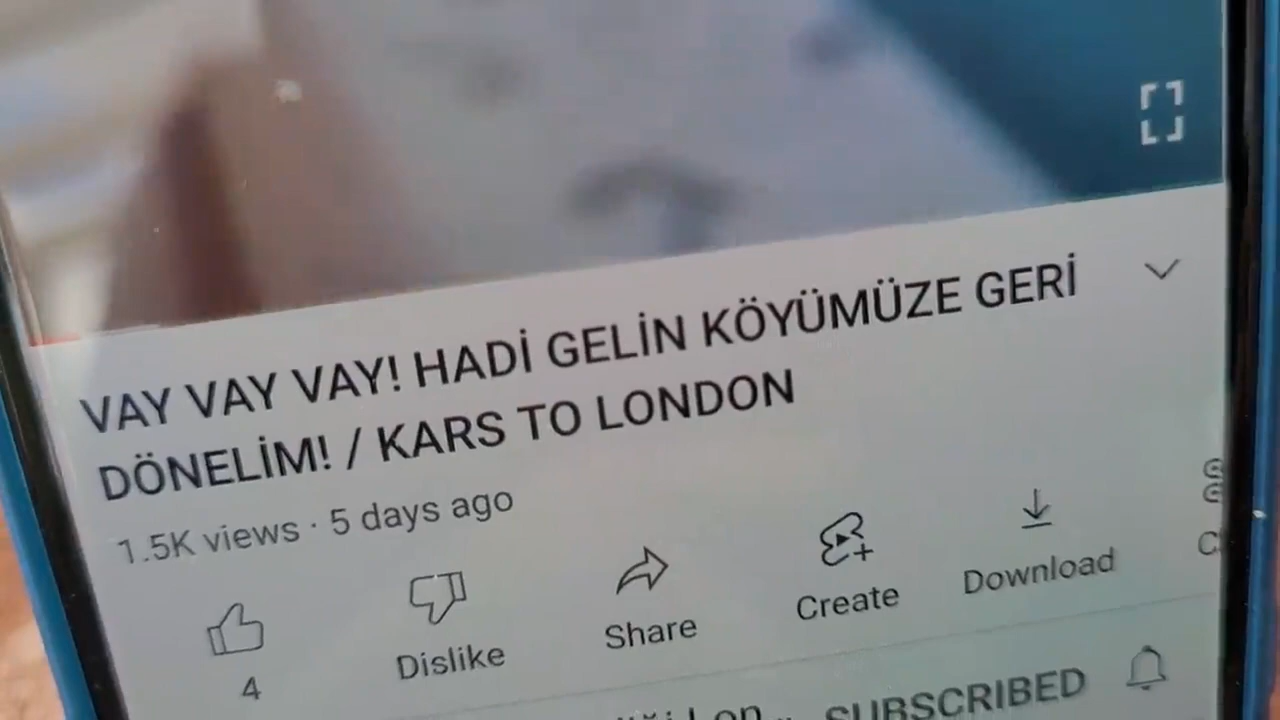 VAY VAY VAY! HADİ GELİN KÖYÜMÜZE GERİ
DÖNELİM! / KARS TO LONDON
1.5K views · 5 days ago
4
Dislike
Share
Create
Download
SUBSCRIBED